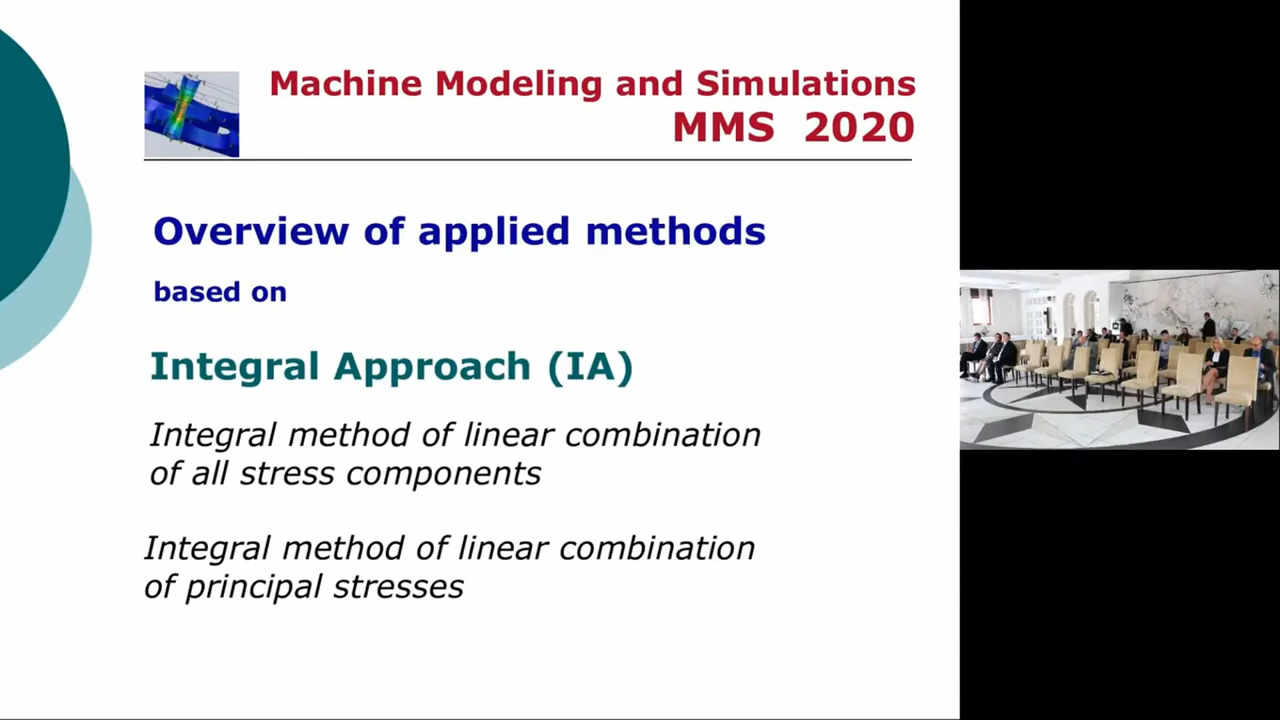 Machine Modeling and Simulations
MMS 2020
Overview of applied methods
based on
Integral Approach (IA)
Integral method of linear combination
of all stress components
Integral method of linear combination
of principal stresses